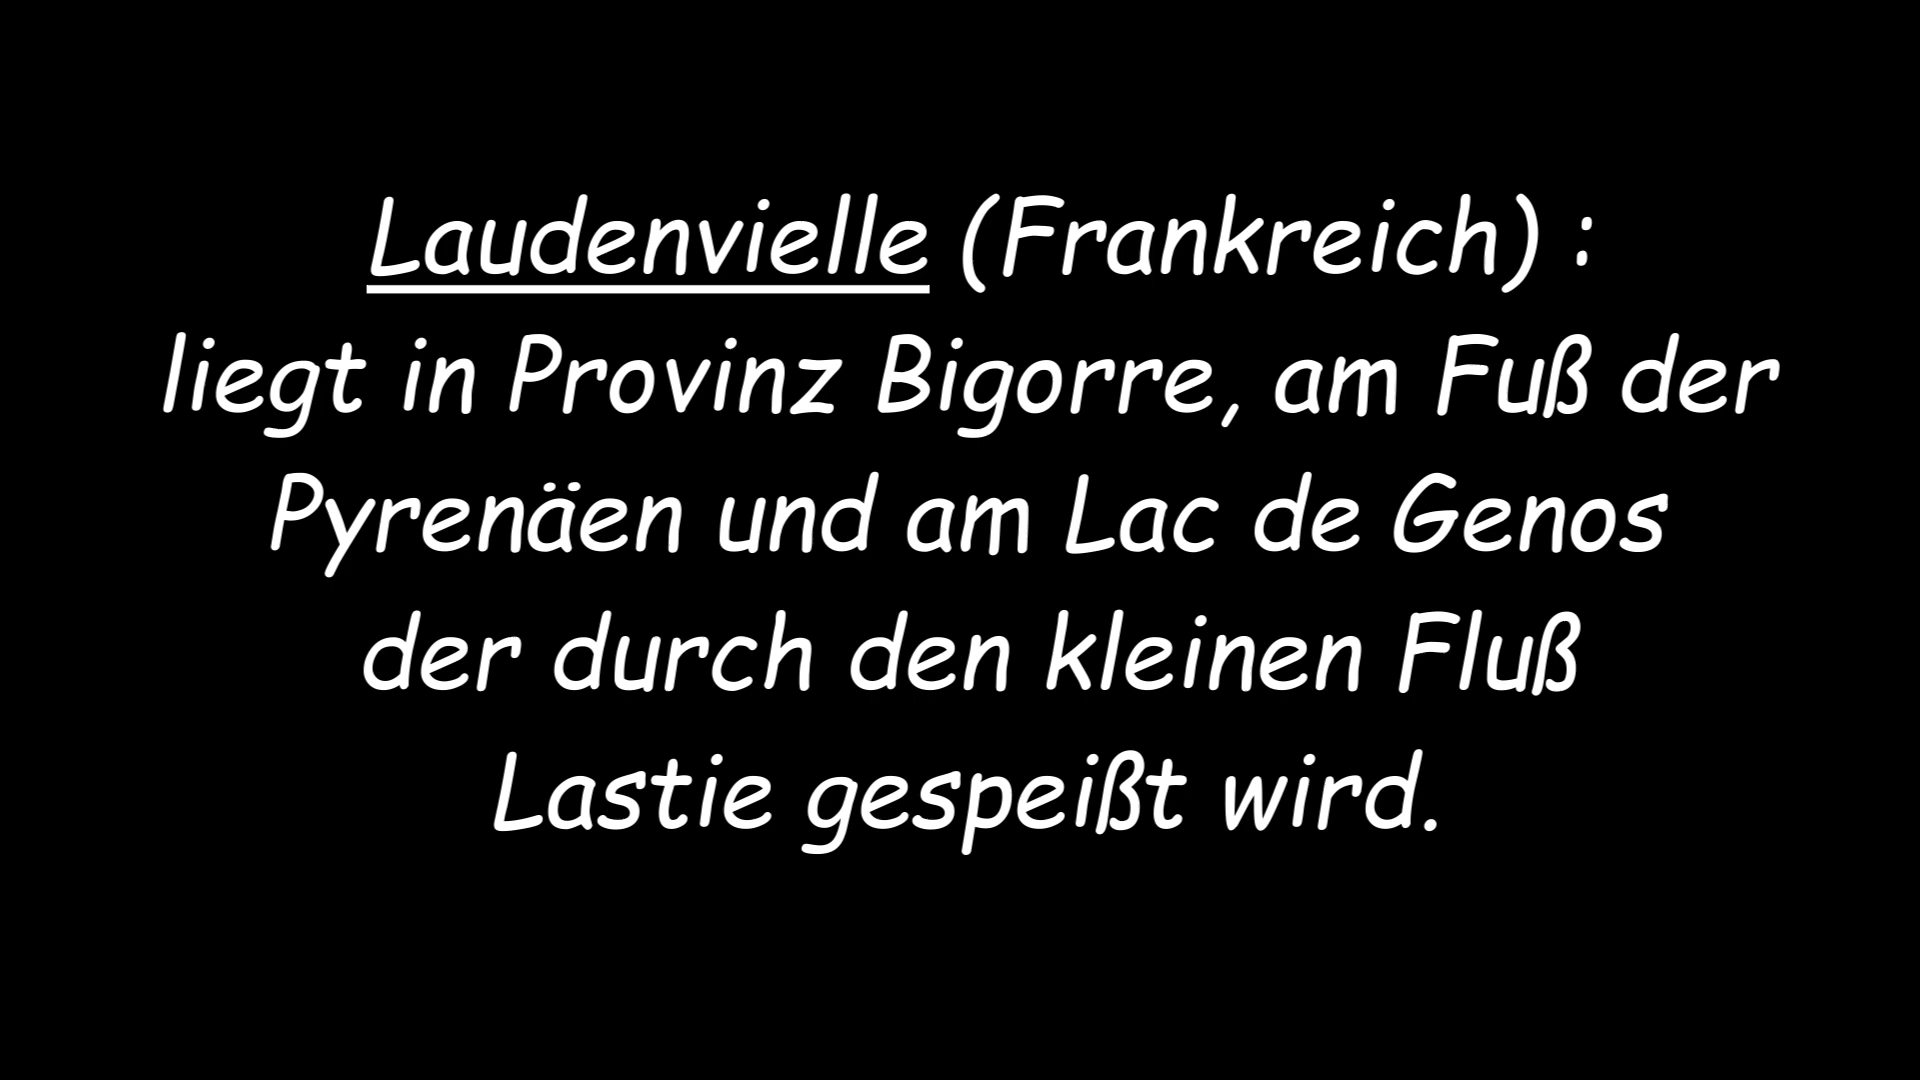 Laudenvielle (Frankreich) :
liegt in Provinz Bigorre, am Fuß der
Pyrenäen und am Lac de Genos
der durch den kleinen Fluß
Lastie gespeißt wird.